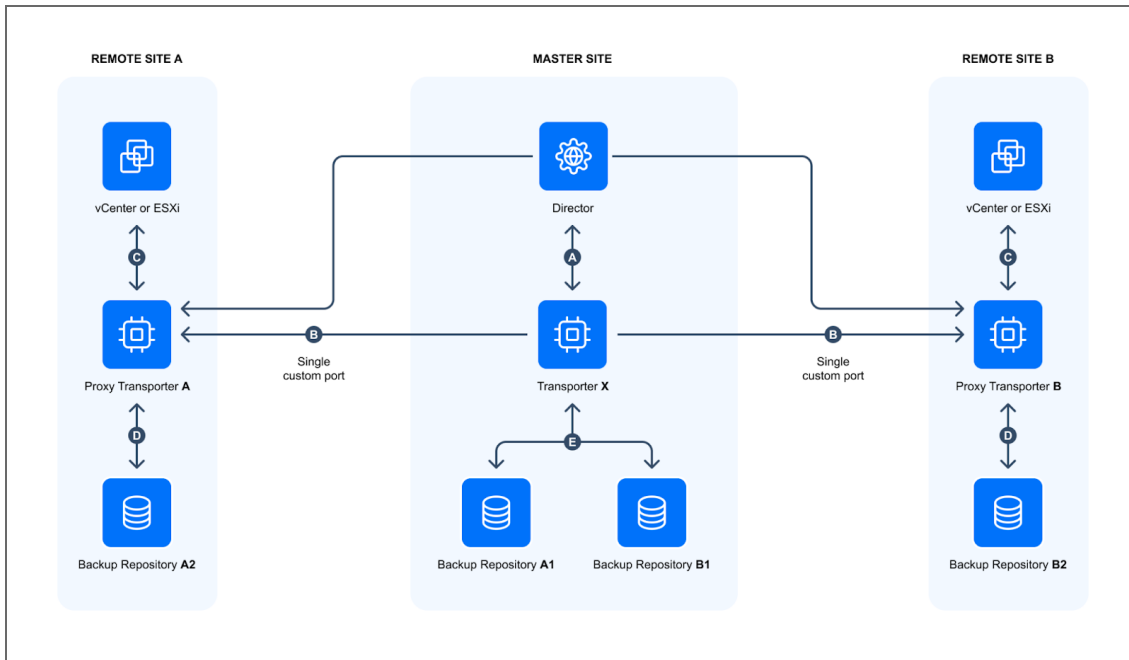 REMOTE SITE A
MASTER SITE
REMOTE SITE B
vCenter or ESXi
Director
vCenter or ESXi
C
A
C
B
B
Single
custom port
Single
custom port
Proxy Transporter A
Transporter X
Proxy Transporter B
D
E
D
Backup Repository A2
Backup Repository A1
Backup Repository B1
Backup Repository B2